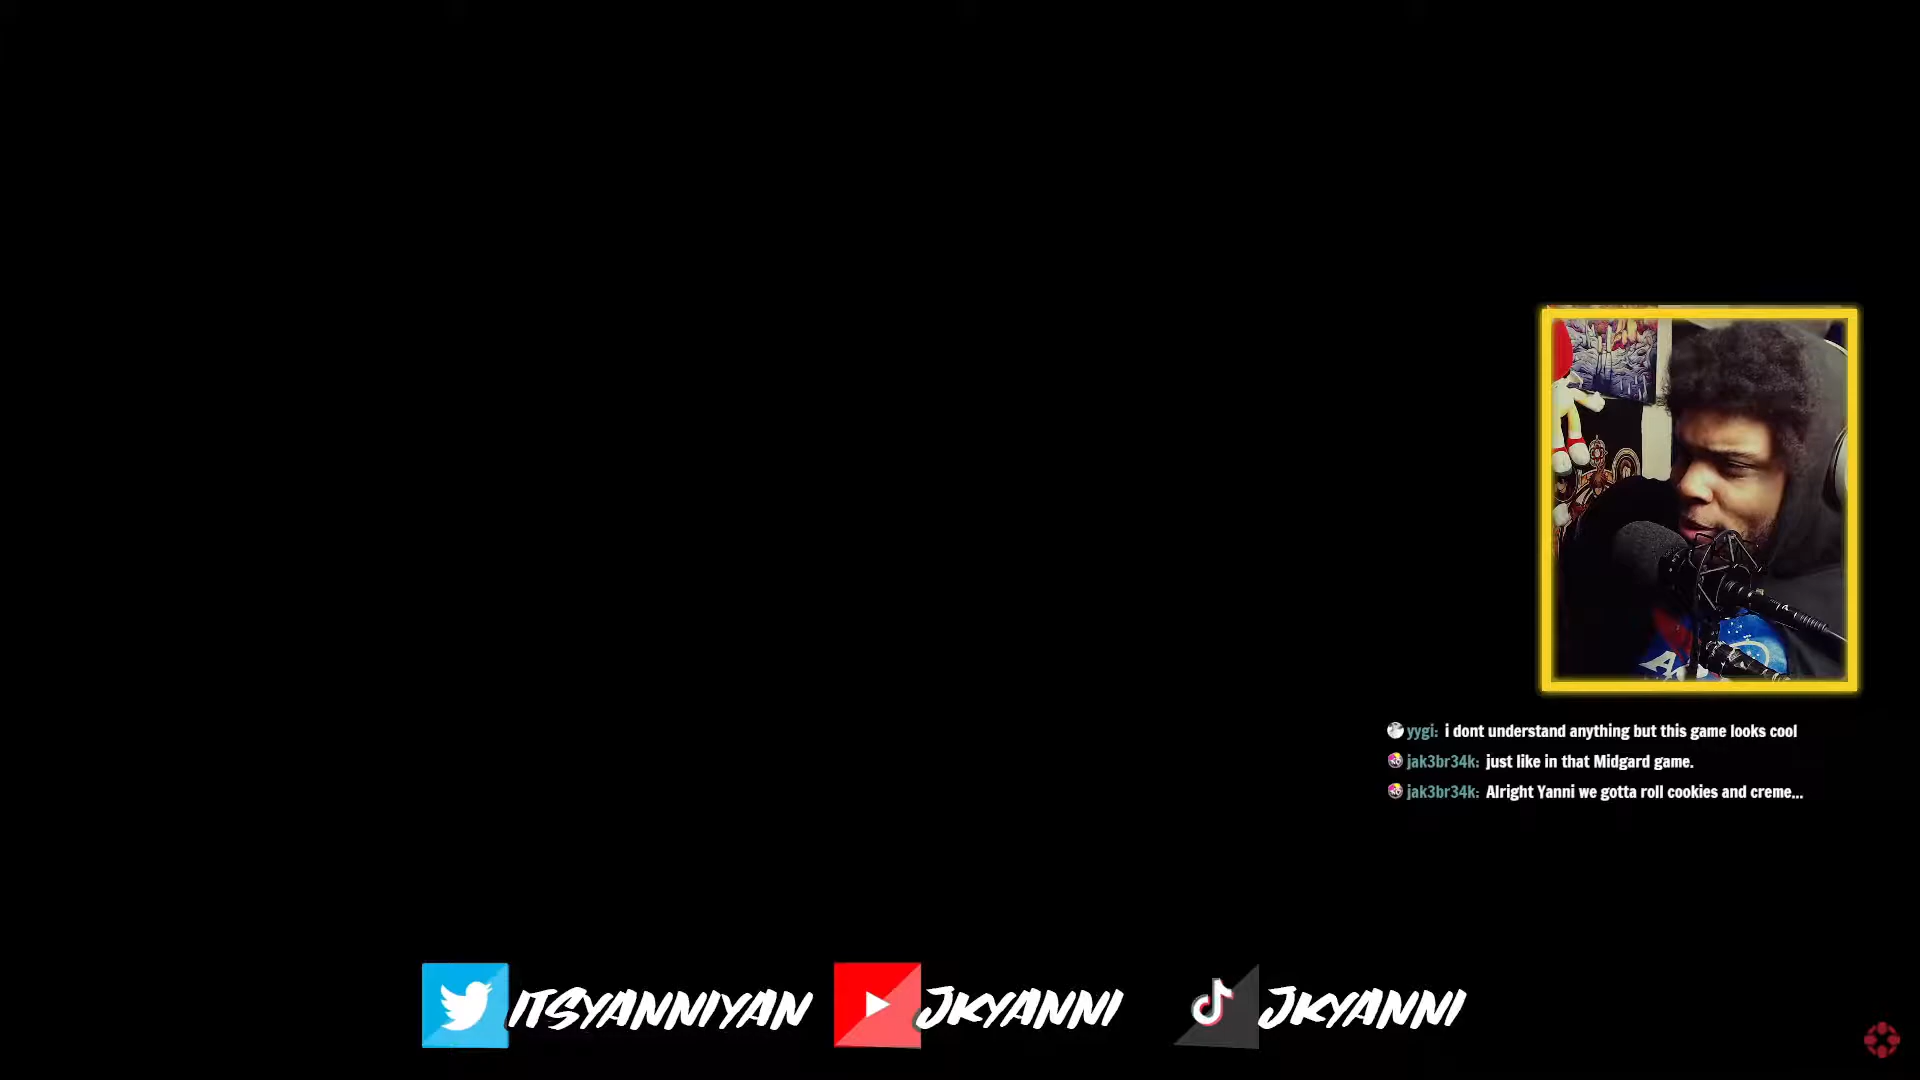 yygi: i dont understand anything but this game looks cool
jak3br34k: just like in that Midgard game.
jak3br34k: Alright Yanni we gotta roll cookies and creme...
ITSYANNIYAN JKYANNI JKYANNI